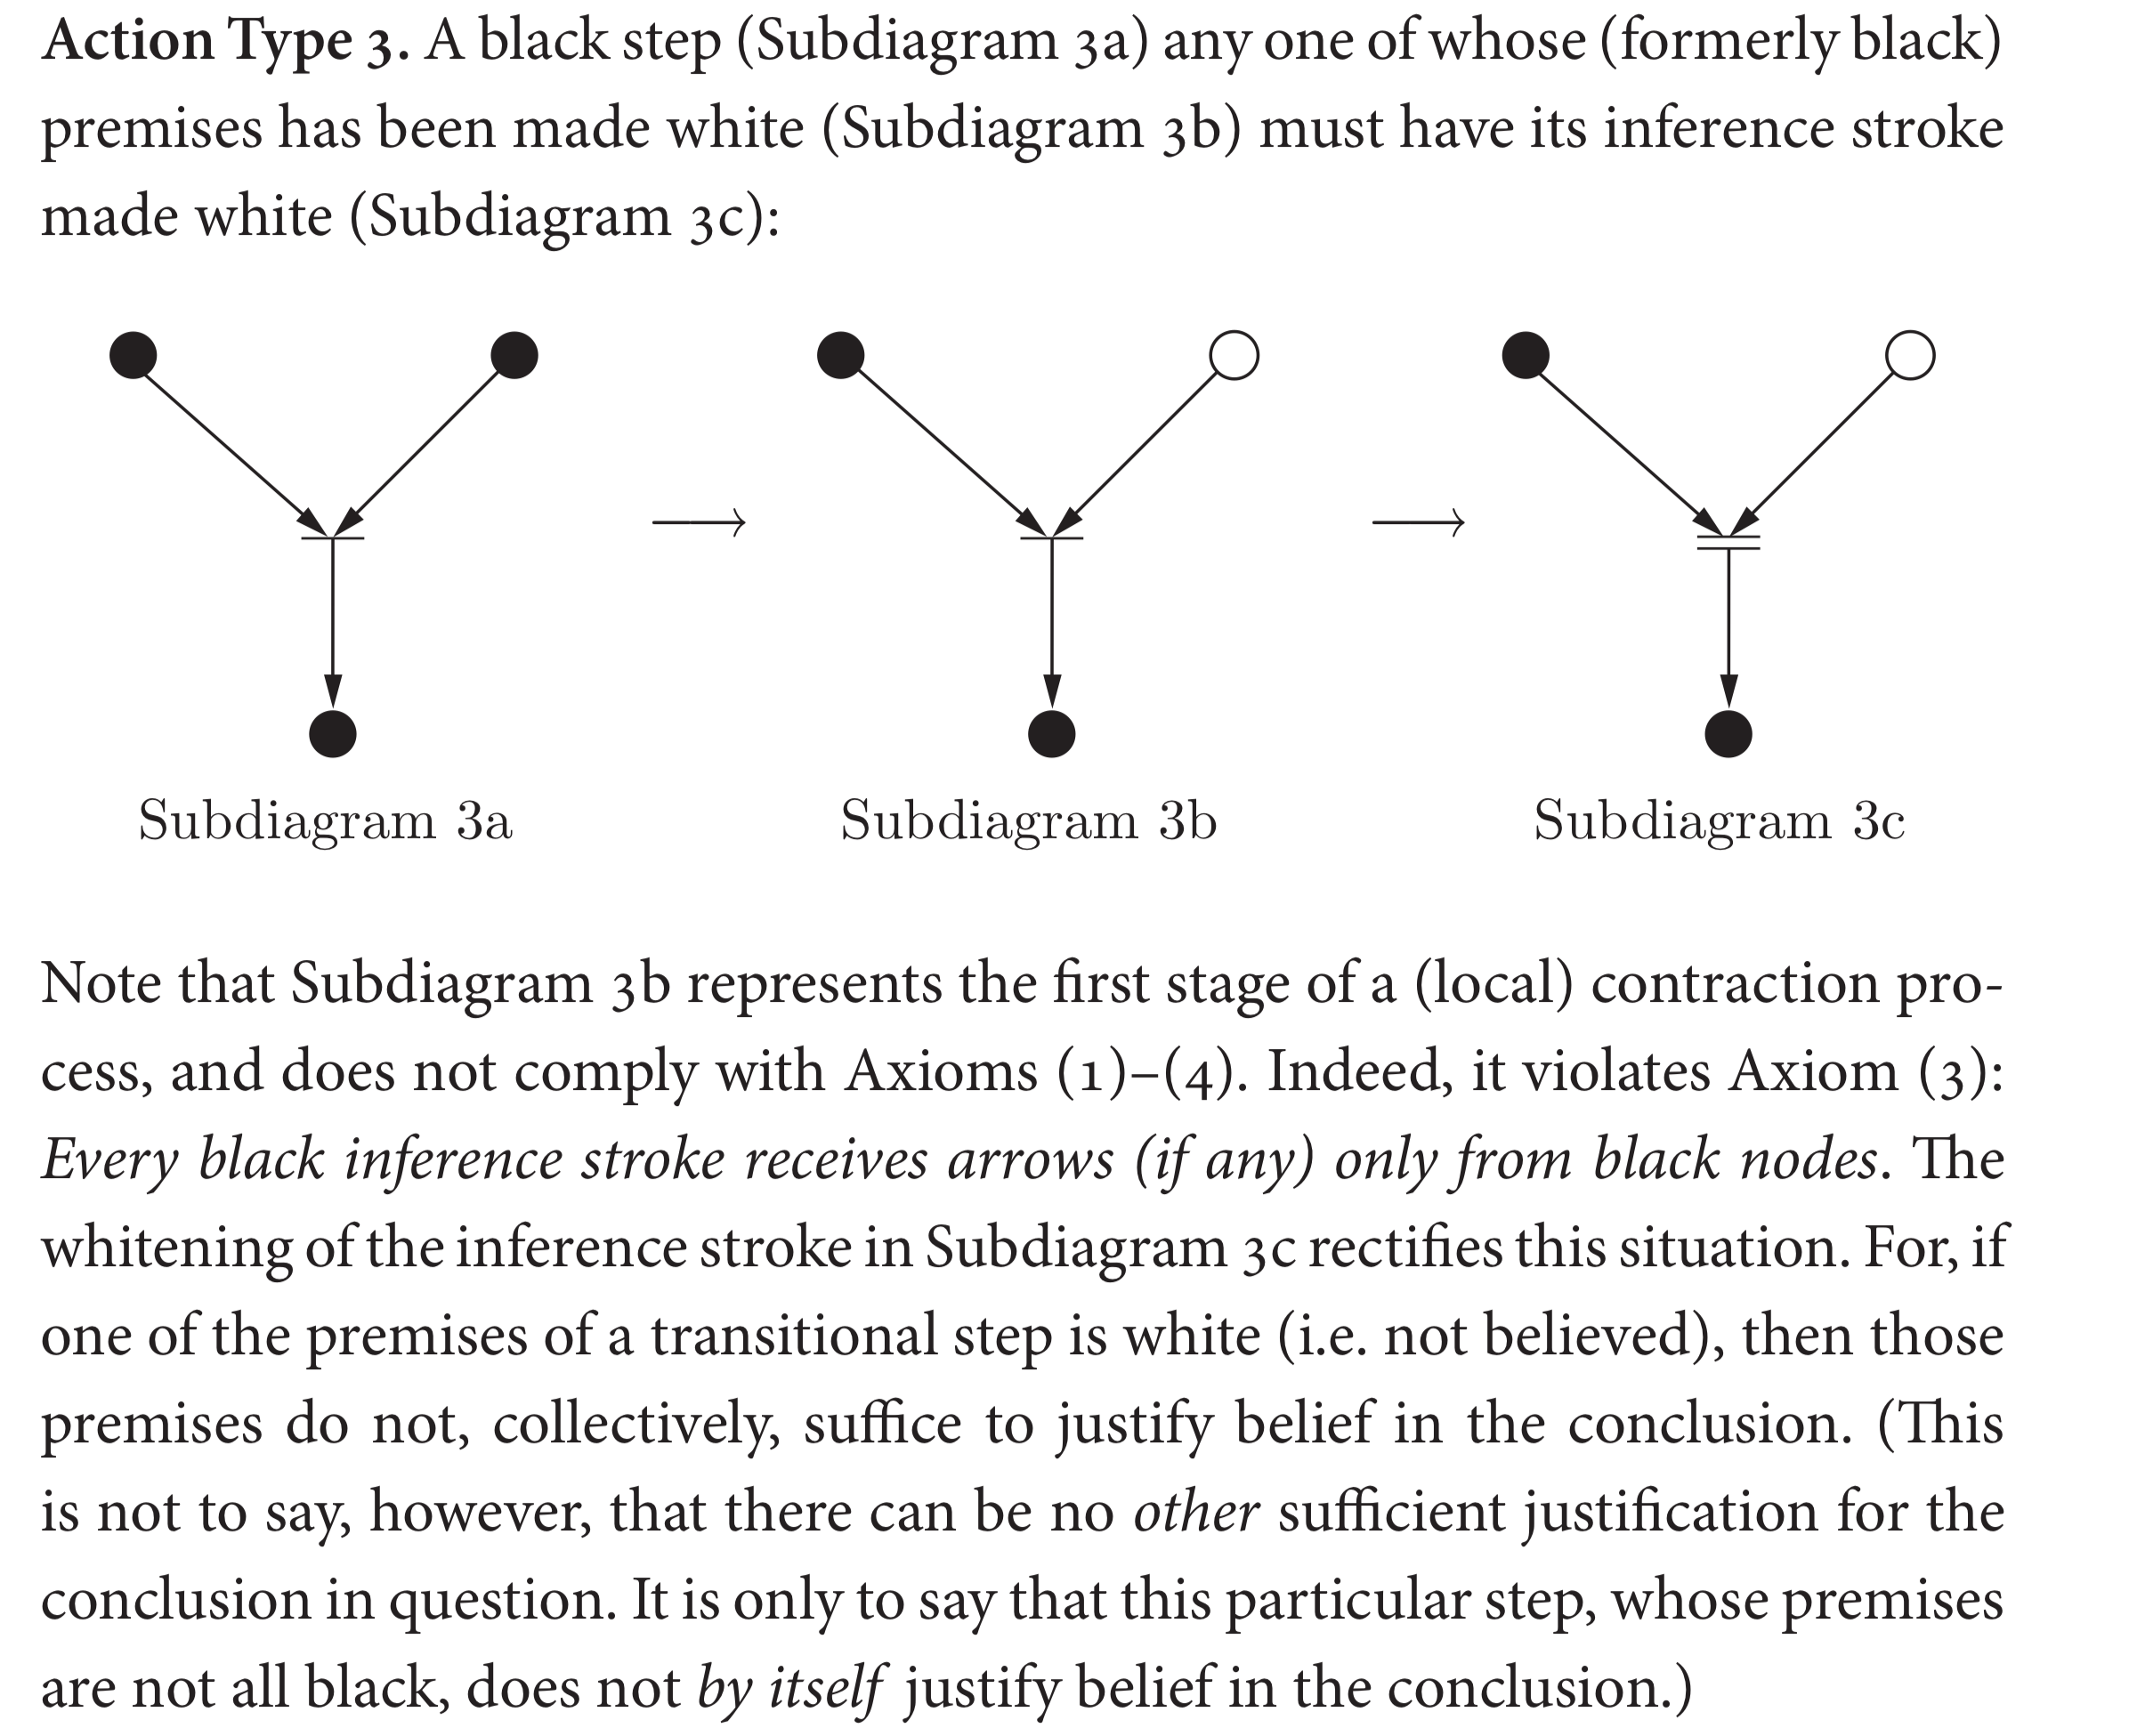 Action Type 3. A black step (Subdiagram 3a) any one of whose (formerly black)
premises has been made white (Subdiagram 3b) must have its inference stroke
made white (Subdiagram 3c):
Subdiagram 3a
Subdiagram 3b
Subdiagram 3c
Note that Subdiagram 3b represents the first stage of a (local) contraction pro-
cess, and does not comply with Axioms (1)–(4). Indeed, it violates Axiom (3):
Every black inference stroke receives arrows (if any) only from black nodes. The
whitening of the inference stroke in Subdiagram 3c rectifies this situation. For, if
one of the premises of a transitional step is white (i.e. not believed), then those
premises do not, collectively, suffice to justify belief in the conclusion. (This
is not to say, however, that there can be no other sufficient justification for the
conclusion in question. It is only to say that this particular step, whose premises
are not all black, does not by itself justify belief in the conclusion.)